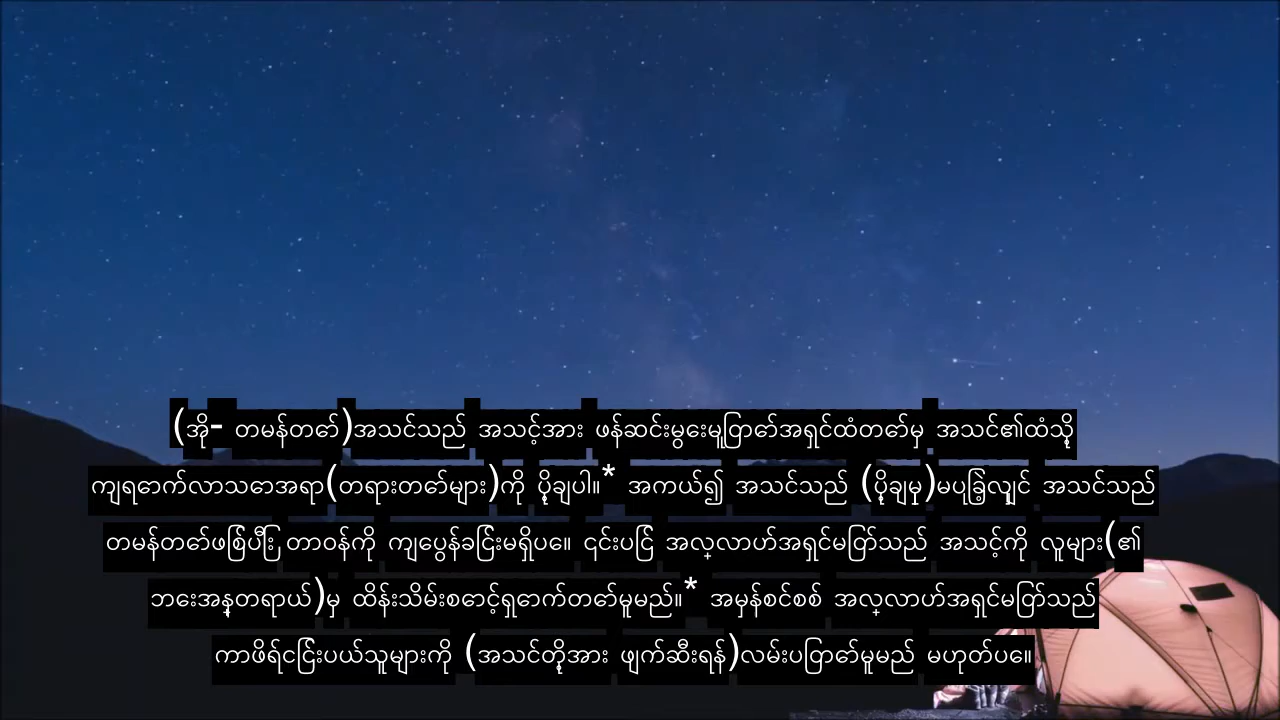 (အို- တမန်တော်)အသင်သည် အသင့်အား ဖန်ဆင်းမွေးမြူတော်မူသောအရှင်ထံတော်မှ အသင်၏ထံသို့
ကျရောက်လာသောအရာ(တရားတော်များ)ကို ပို့ချပါ။* အကယ်၍ အသင်သည် (ပို့ချမှု)မပြုခဲ့လျှင် အသင်သည်
တမန်တော်ဖြစ်ပြီး တာဝန်ကို ကျေပွန်ခြင်းမရှိပေ။ ၎င်းပြင် အလ္လာဟ်အရှင်မြတ်သည် အသင့်ကို လူများ(၏
ဘေးအန္တရာယ်)မှ ထိန်းသိမ်းစောင့်ရှောက်တော်မူမည်။* အမှန်စင်စစ် အလ္လာဟ်အရှင်မြတ်သည်
ကာဖိရ်ငြင်းပယ်သူများကို (အသင်တို့အား ဖျက်ဆီးရန်)လမ်းပြတော်မူမည် မဟုတ်ပေ။